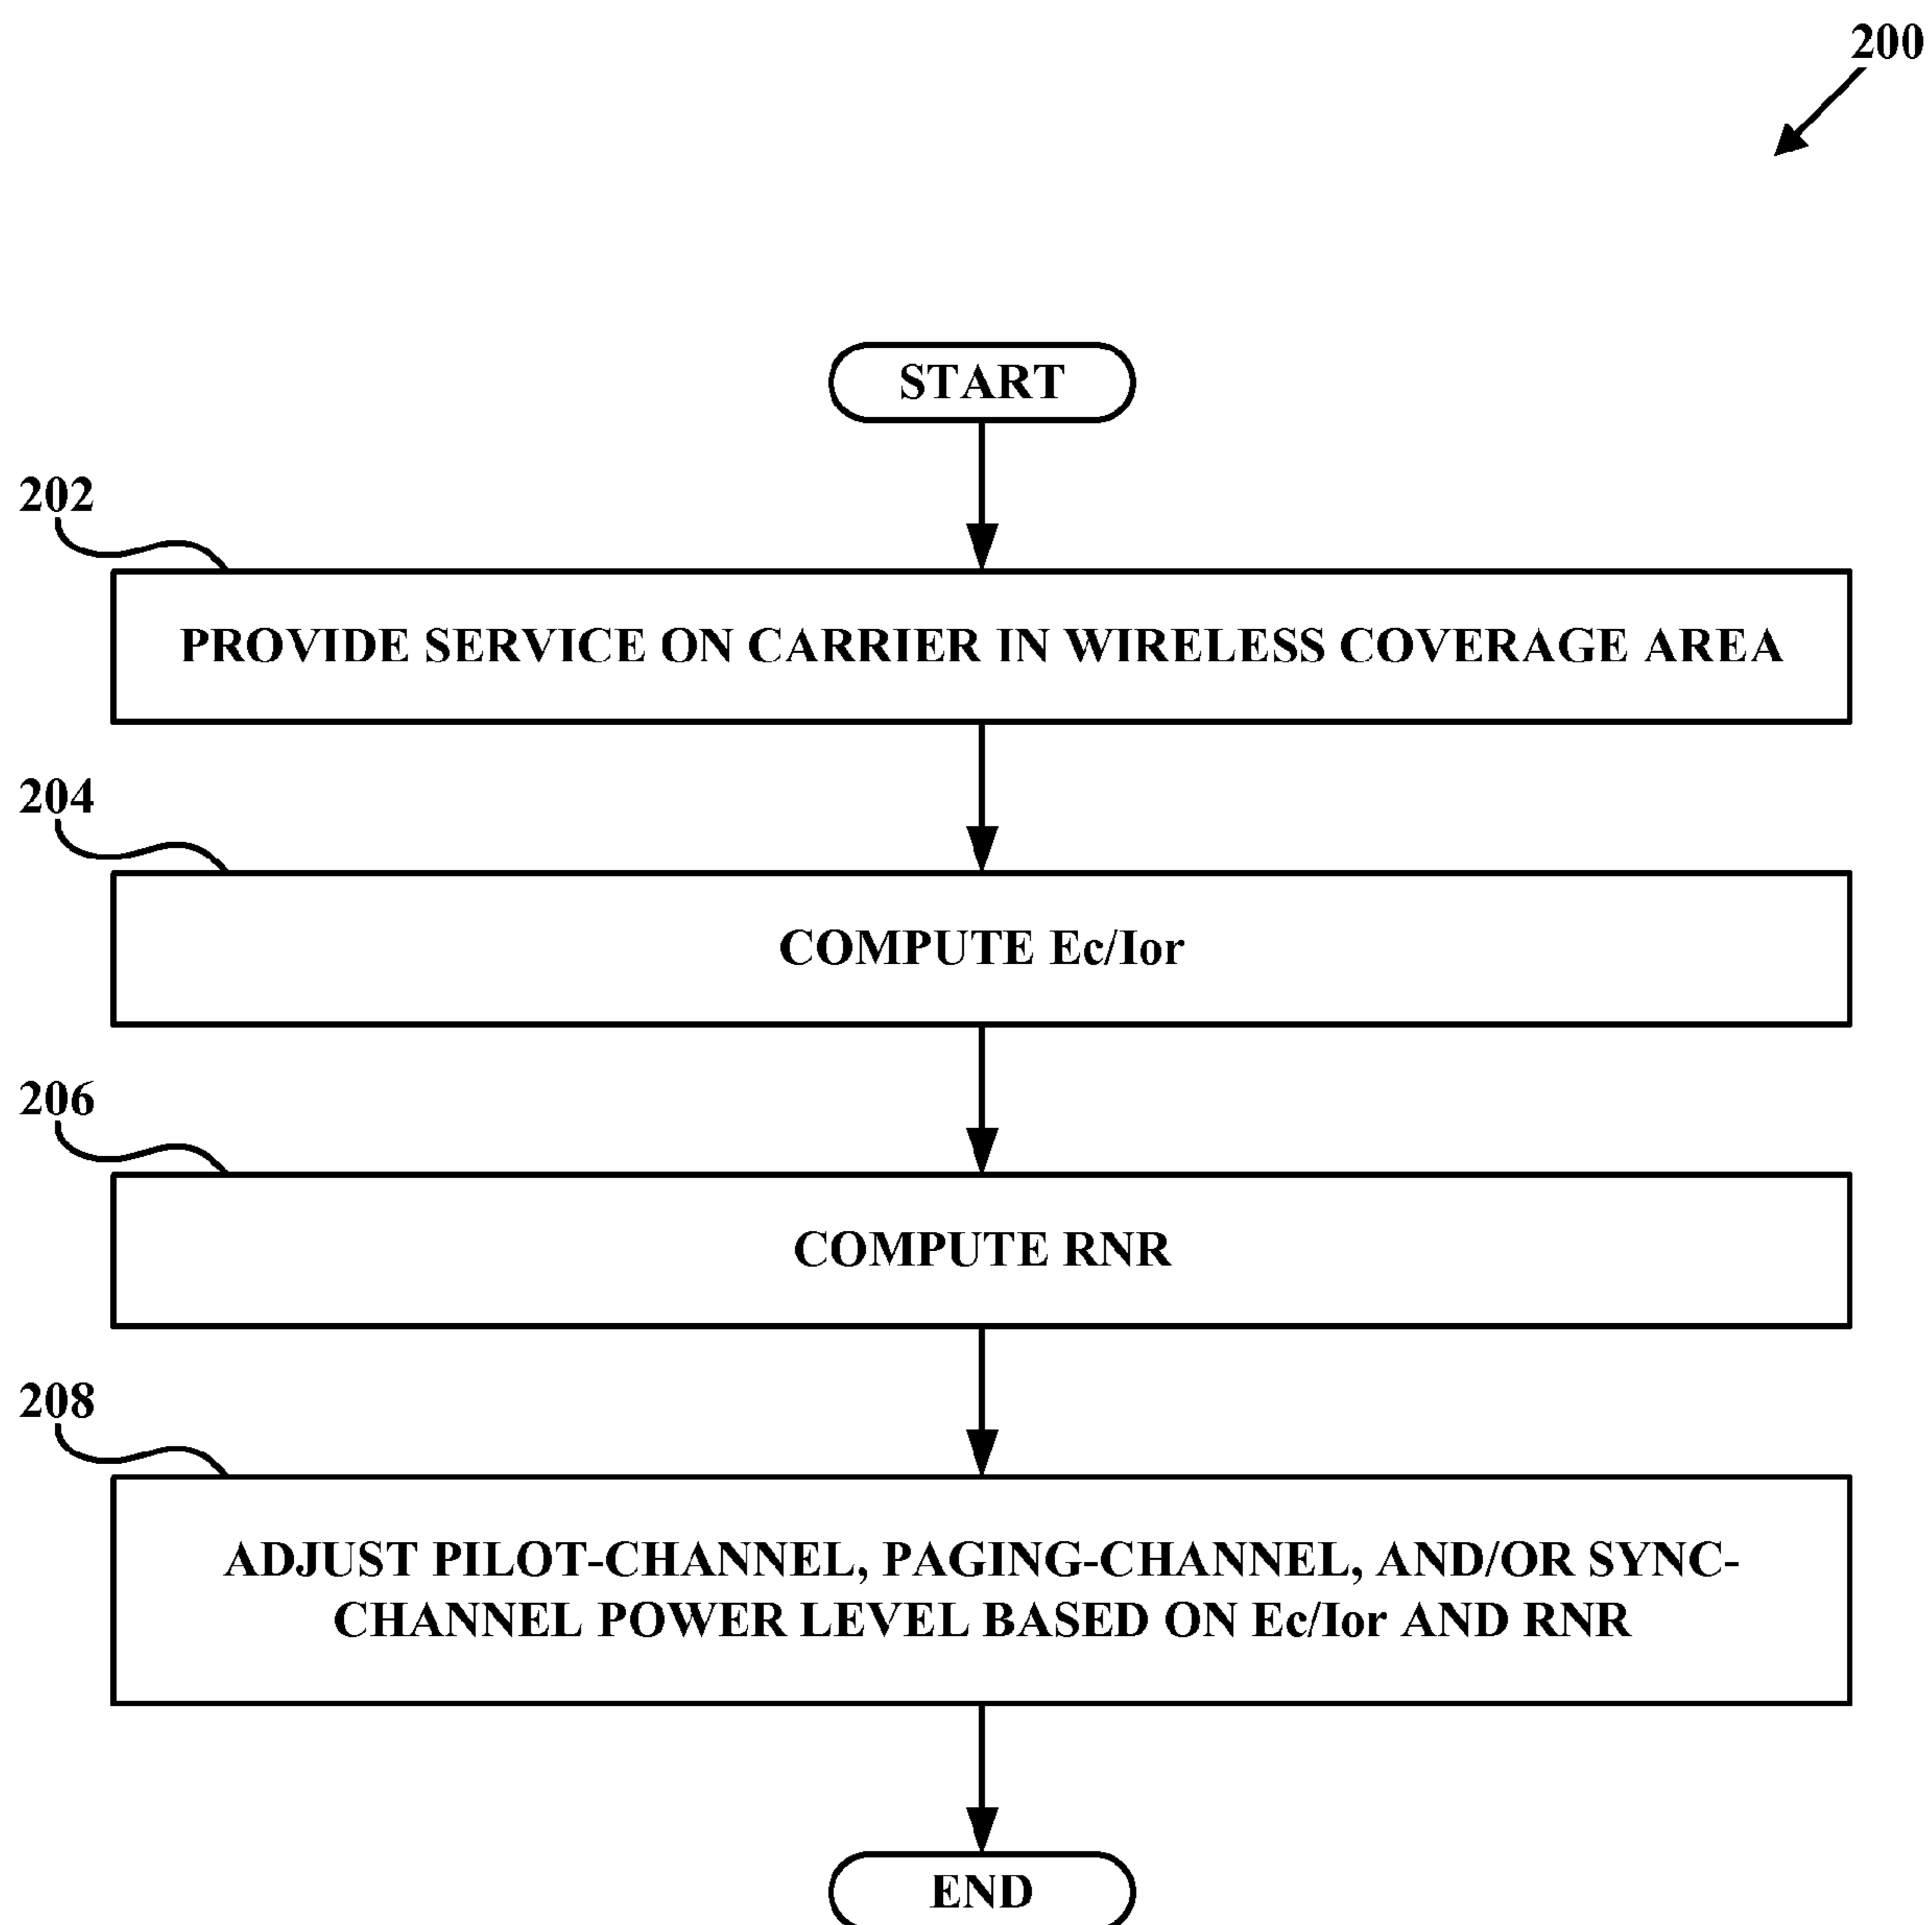 200
START
202
PROVIDE SERVICE ON CARRIER IN WIRELESS COVERAGE AREA
204
COMPUTE Ec/Ior
206
COMPUTE RNR
208
ADJUST PILOT-CHANNEL, PAGING-CHANNEL, AND/OR SYNC-
CHANNEL POWER LEVEL BASED ON Ec/Ior AND RNR
END